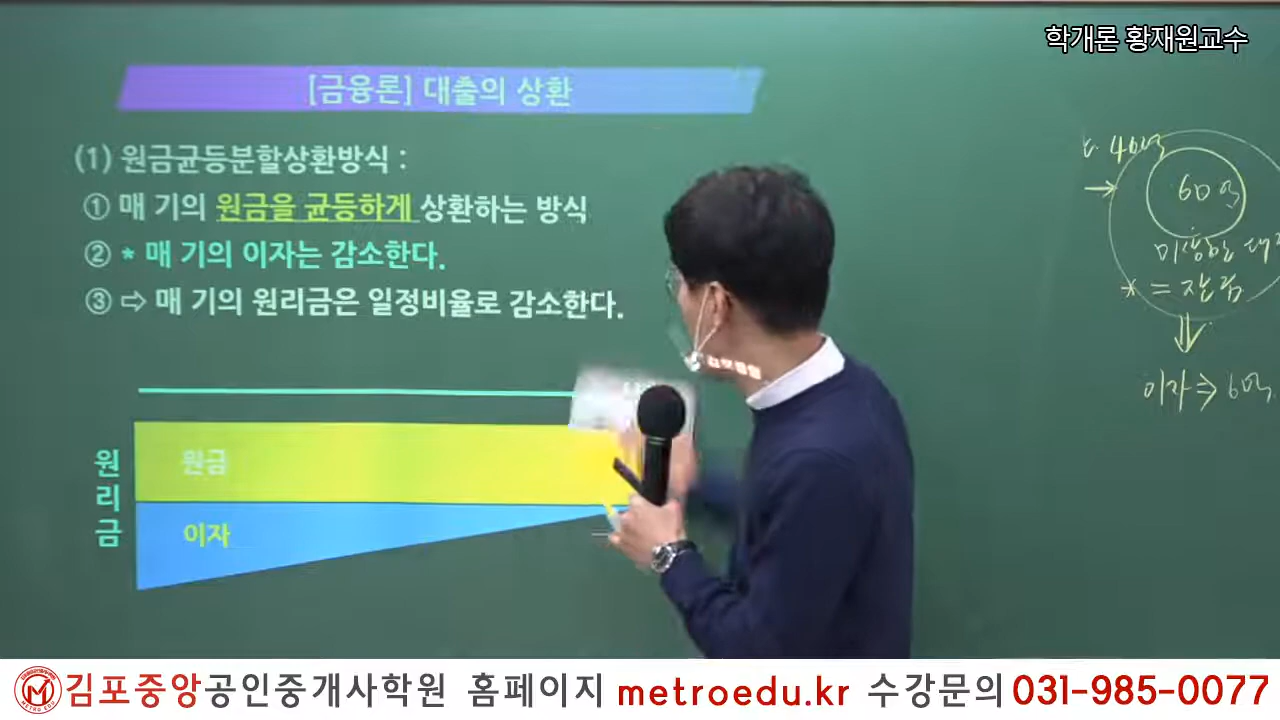 학개론 황재원교수
[금융론] 대출의 상환
(1) 원금균등분할상환방식 :
① 매 기의 원금을 균등하게 상환하는 방식
② * 매 기의 이자는 감소한다.
③ ⇨ 매 기의 원리금은 일정비율로 감소한다.
원리금
원금
이자
60억
* = 잔금
이자 ⇒ 60억
김포중앙공인중개사학원 홈페이지 metroedu.kr 수강문의 031-985-0077